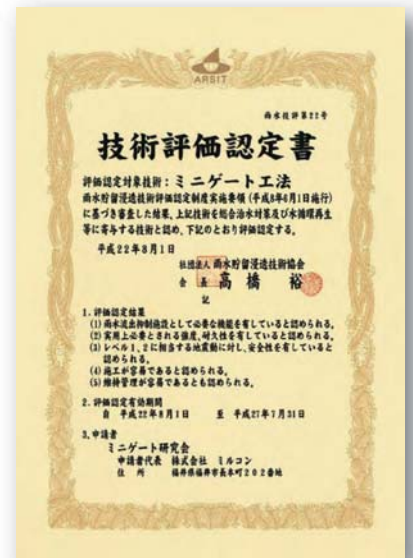 ARSIT
雨水技評第22号
技術評価認定書
評価認定対象技術：ミニゲート工法
雨水貯留浸透技術評価認定制度実施要領（平成8年6月1日施行）
に基づき審査した結果、上記技術を総合治水対策及び水循環再生
等に寄与する技術と認め、下記のとおり評価認定する。
平成22年8月1日
社団法人 雨水貯留浸透技術協会
会長 高橋 裕
記
1．評価認定結果
(1) 雨水流出抑制施設として必要な機能を有していると認められる。
(2) 実用上必要とされる強度、耐久性を有していると認められる。
(3) レベル1、2に相当する地震動に対し、安全性を有していると
認められる。
(4) 施工が容易であると認められる。
(5) 維持管理が容易であるとも認められる。
2．評価認定有効期間
自 平成22年8月1日 至 平成27年7月31日
3．申請者
ミニゲート研究会
申請者代表 株式会社 ミルコン
住所 福井県福井市長本町202番地